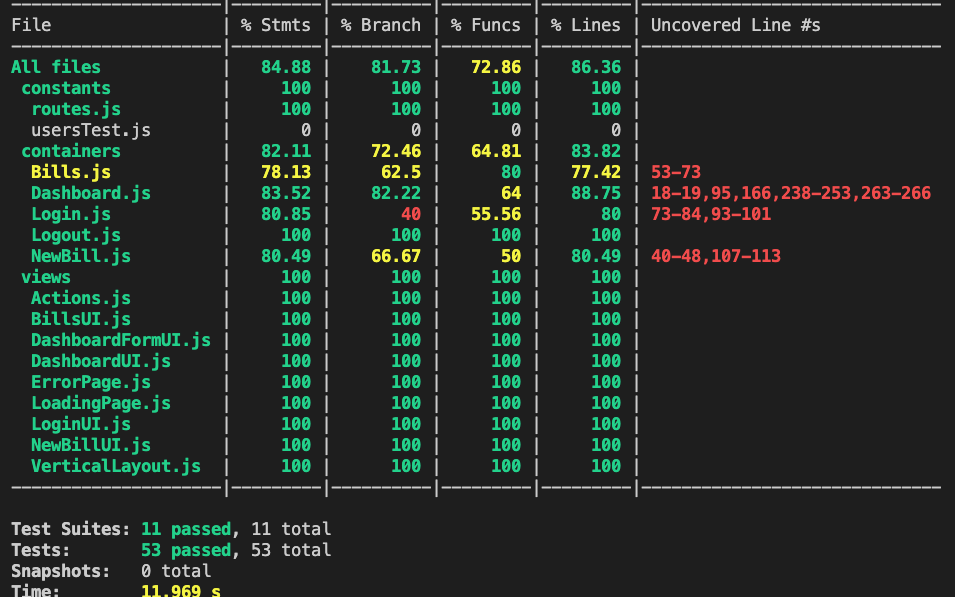 File | % Stmts | % Branch | % Funcs | % Lines | Uncovered Line #s
All files | 84.88 | 81.73 | 72.86 | 86.36 |
constants | 100 | 100 | 100 | 100 |
routes.js | 100 | 100 | 100 | 100 |
usersTest.js | 0 | 0 | 0 | 0 |
containers | 82.11 | 72.46 | 64.81 | 83.82 |
Bills.js | 78.13 | 62.5 | 80 | 77.42 | 53-73
Dashboard.js | 83.52 | 82.22 | 64 | 88.75 | 18-19,95,166,238-253,263-266
Login.js | 80.85 | 40 | 55.56 | 80 | 73-84,93-101
Logout.js | 100 | 100 | 100 | 100 |
NewBill.js | 80.49 | 66.67 | 50 | 80.49 | 40-48,107-113
views | 100 | 100 | 100 | 100 |
Actions.js | 100 | 100 | 100 | 100 |
BillsUI.js | 100 | 100 | 100 | 100 |
DashboardFormUI.js | 100 | 100 | 100 | 100 |
DashboardUI.js | 100 | 100 | 100 | 100 |
ErrorPage.js | 100 | 100 | 100 | 100 |
LoadingPage.js | 100 | 100 | 100 | 100 |
LoginUI.js | 100 | 100 | 100 | 100 |
NewBillUI.js | 100 | 100 | 100 | 100 |
VerticalLayout.js | 100 | 100 | 100 | 100 |
Test Suites: 11 passed, 11 total
Tests: 53 passed, 53 total
Snapshots: 0 total
Time: 11.969 s